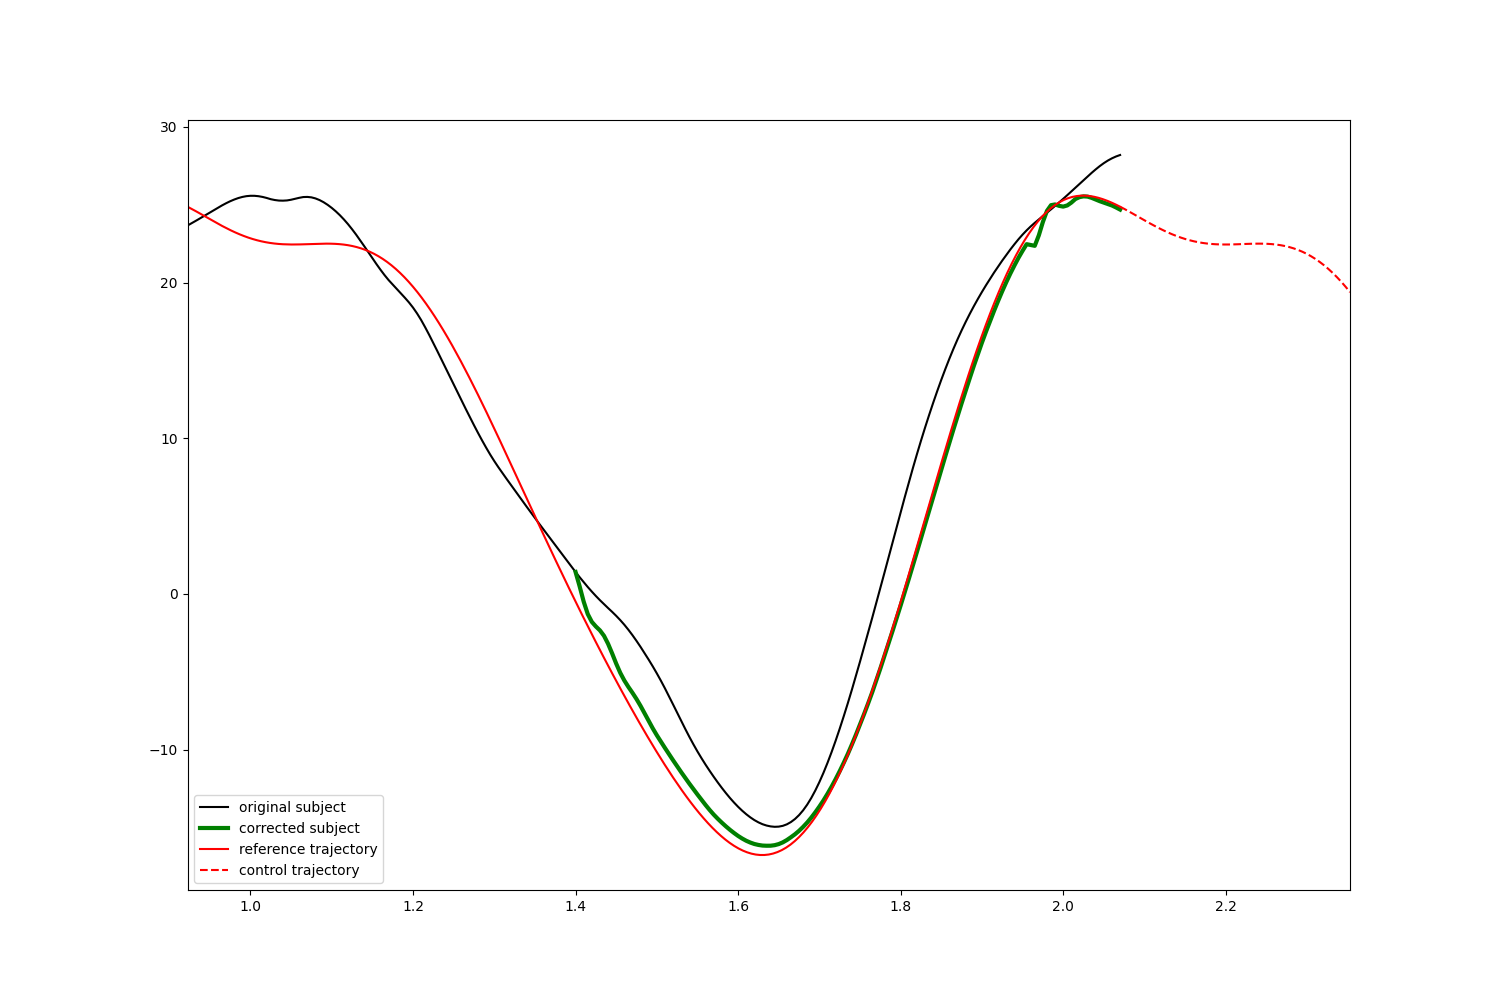 30
20
10
0
−10
original subject
corrected subject
reference trajectory
control trajectory
1.0 1.2 1.4 1.6 1.8 2.0 2.2